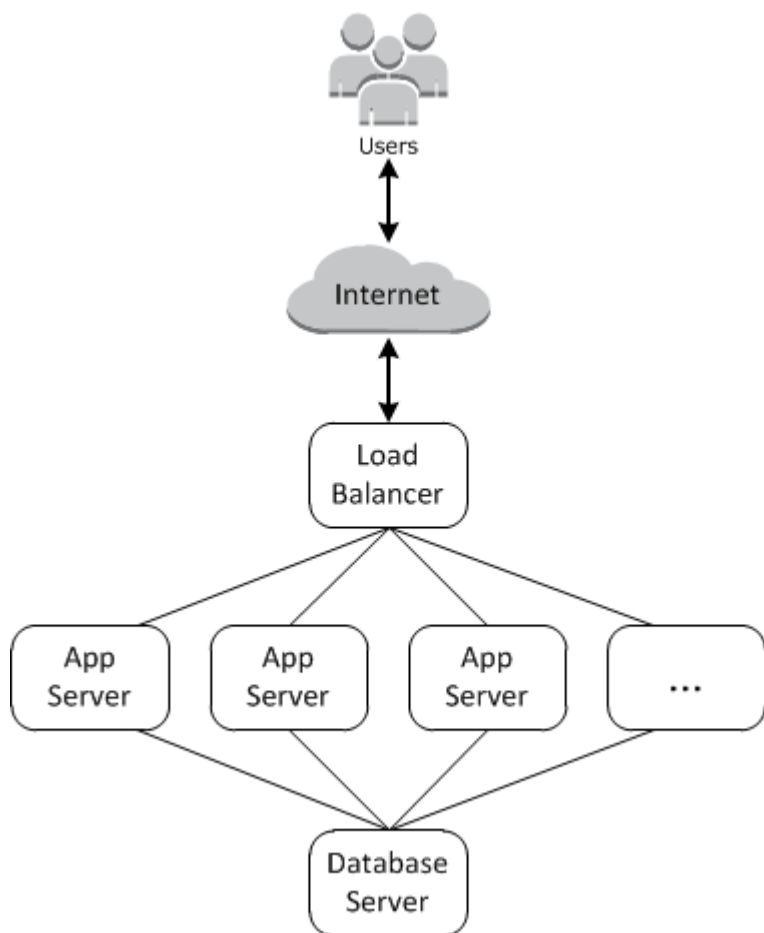 Users
Internet
Load
Balancer
App
Server
App
Server
App
Server
...
Database
Server